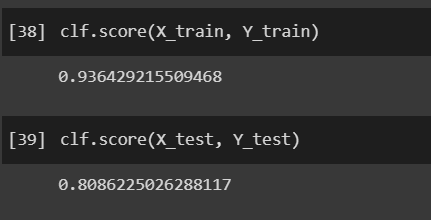 [38] clf.score(X_train, Y_train)
0.936429215509468
[39] clf.score(X_test, Y_test)
0.8086225026288117